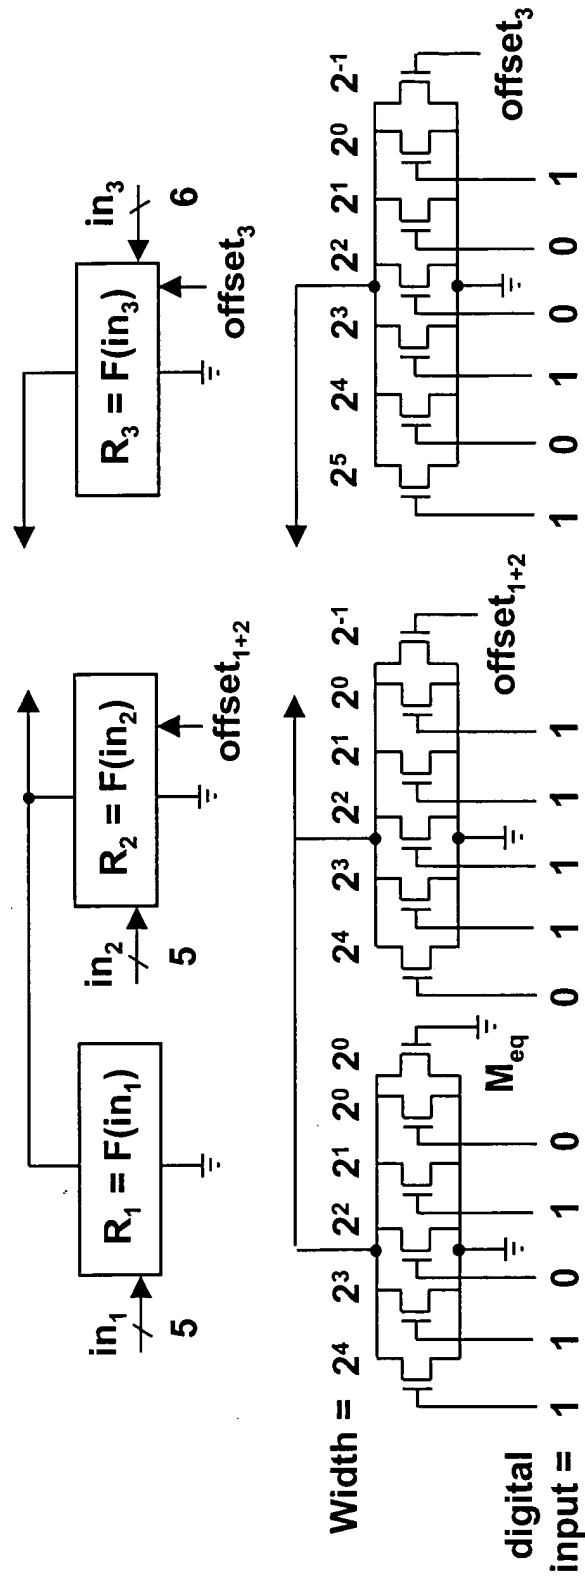 R₁ = F(in₁)
in₁
5
R₂ = F(in₂)
in₂
5
offset₁₊₂
R₃ = F(in₃)
in₃
6
offset₃
Width = 2⁴ 2³ 2² 2¹ 2⁰ 2⁰
M_eq
2⁴ 2³ 2² 2¹ 2⁰ 2⁻¹
offset₁₊₂
2⁵ 2⁴ 2³ 2² 2¹ 2⁰ 2⁻¹
offset₃
digital
input = 1 1 0 1 0 0 1 1 1 1 1 0 1 0 0 1